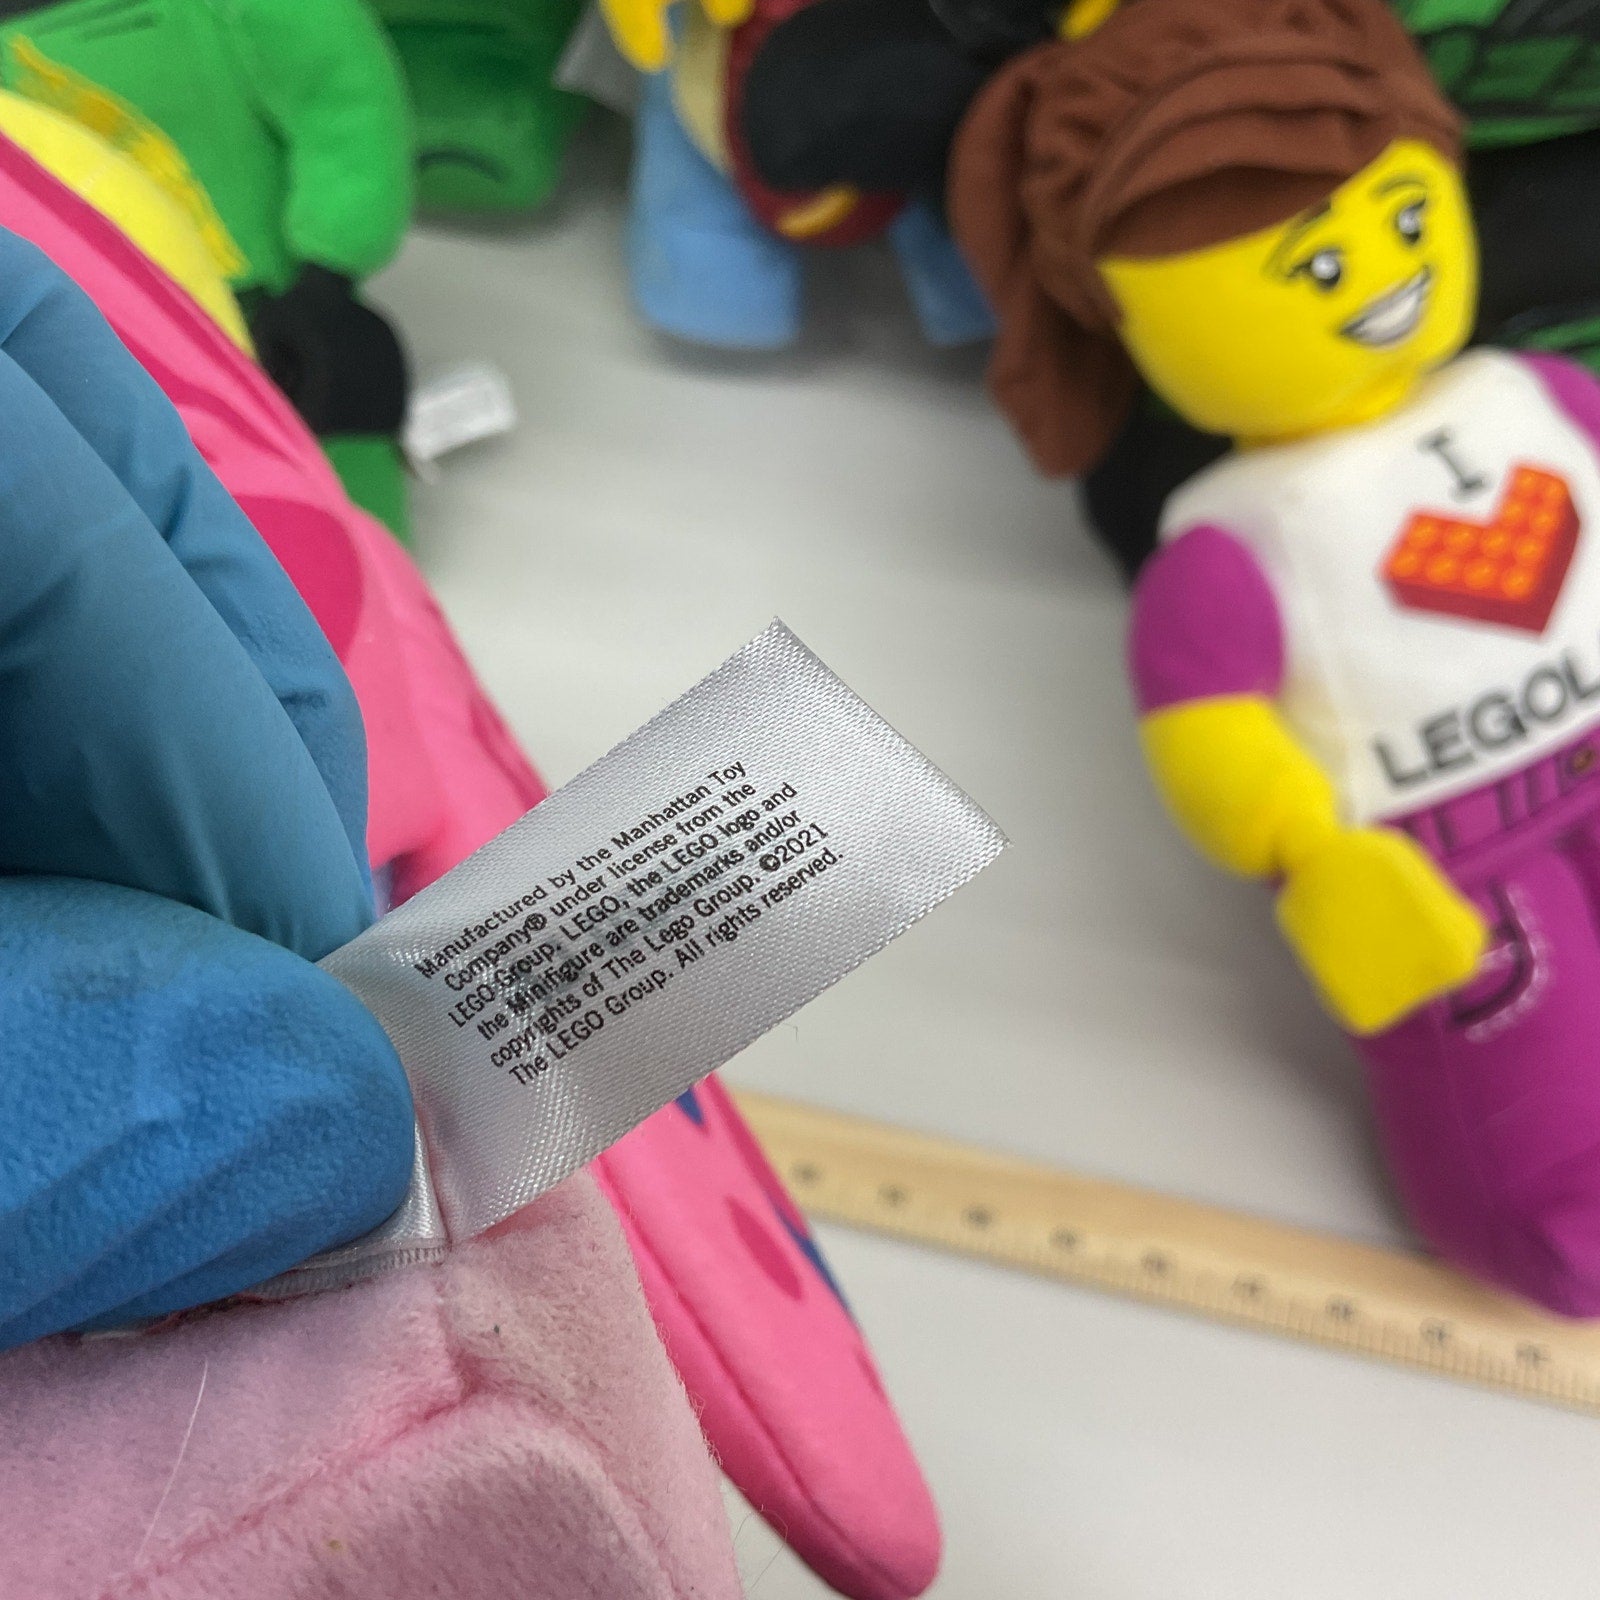 Manufactured by the Manhattan Toy
Company® under license from the
LEGO Group. LEGO, the LEGO logo and
the Minifigure are trademarks and/or
copyrights of The Lego Group. ©2021
The LEGO Group. All rights reserved.
I
LEGOL